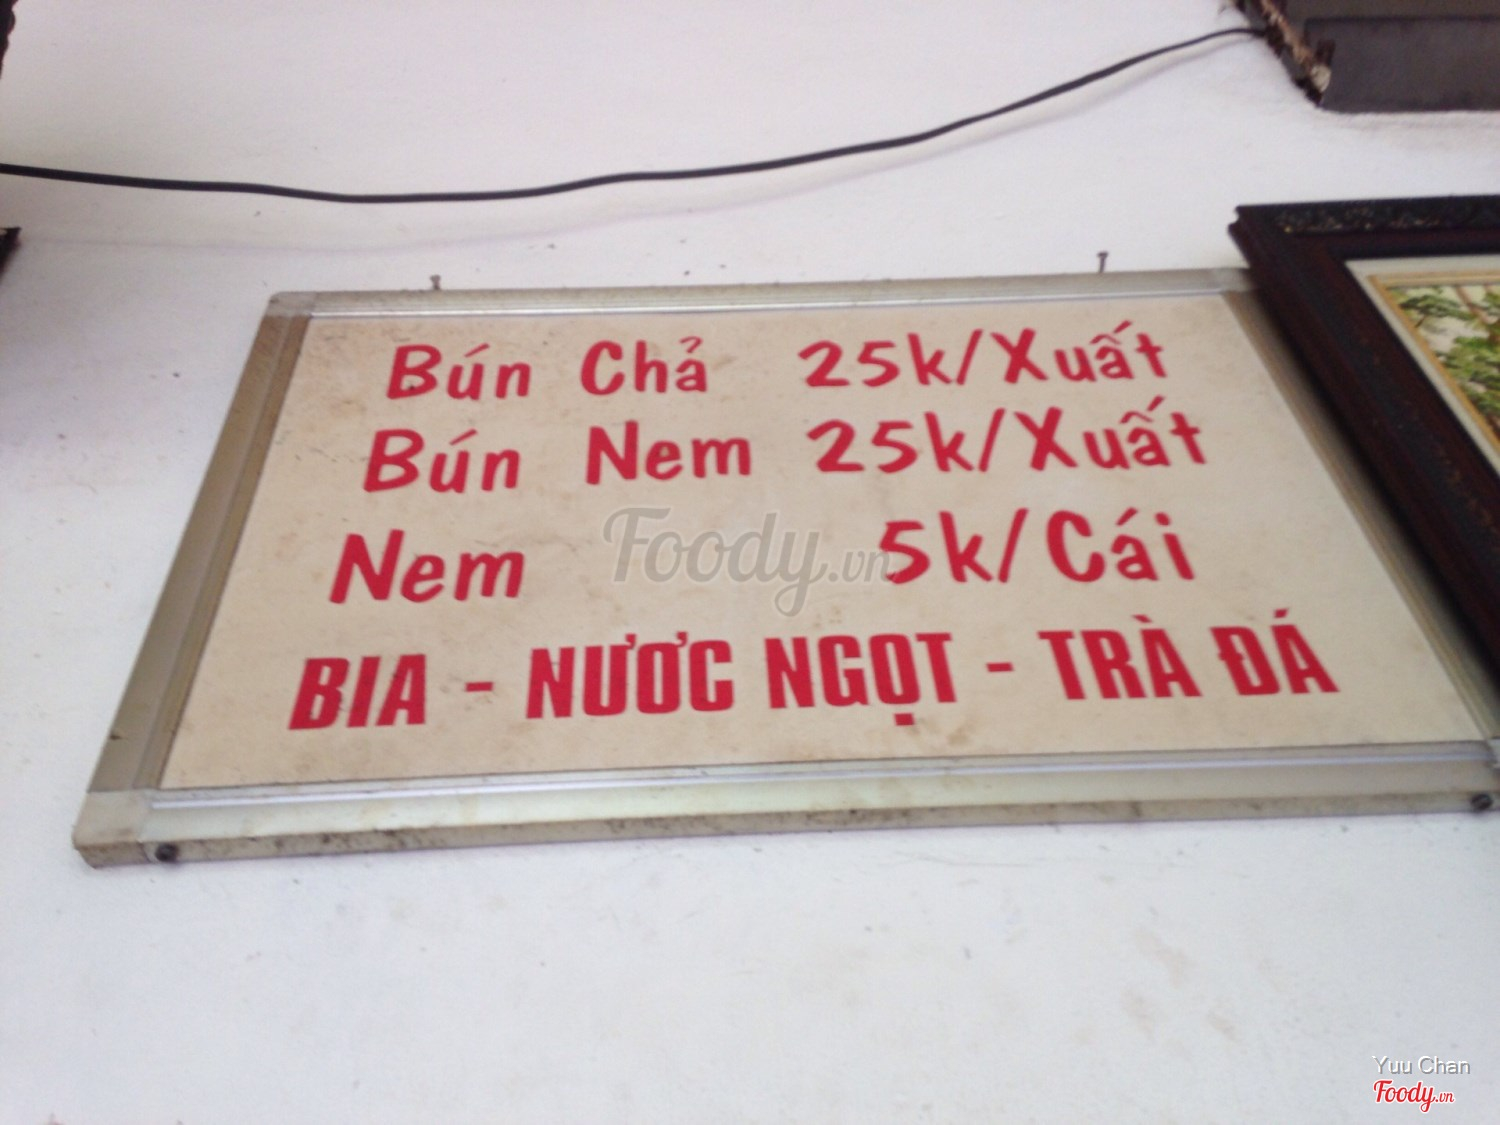 Bún Chả 25k/Xuất
Bún Nem 25k/Xuất
Nem 5k/Cái
Foody.vn
BIA - NƯƠC NGỌT - TRÀ ĐÁ
Yuu Chan
Foody.vn